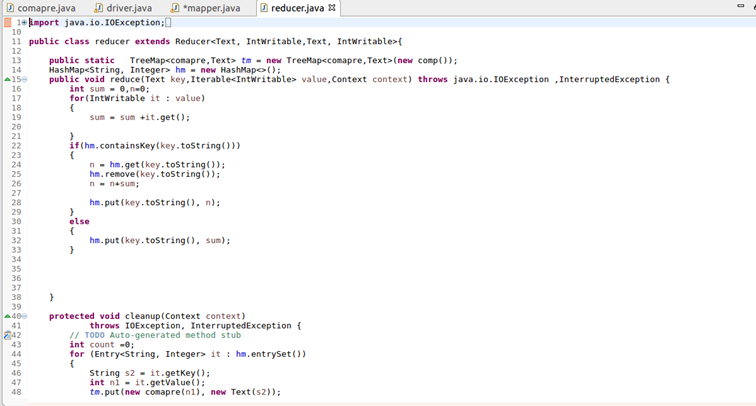 comapre.java driver.java *mapper.java reducer.java
1 import java.io.IOException;
10
11 public class reducer extends Reducer<Text, IntWritable,Text, IntWritable>{
12
13 public static TreeMap<comapre,Text> tm = new TreeMap<comapre,Text>(new comp());
14 HashMap<String, Integer> hm = new HashMap<>();
15 public void reduce(Text key,Iterable<IntWritable> value,Context context) throws java.io.IOException ,InterruptedException {
16 int sum = 0,n=0;
17 for(IntWritable it : value)
18 {
19 sum = sum +it.get();
20
21 }
22 if(hm.containsKey(key.toString()))
23 {
24 n = hm.get(key.toString());
25 hm.remove(key.toString());
26 n = n+sum;
27
28 hm.put(key.toString(), n);
29 }
30 else
31 {
32 hm.put(key.toString(), sum);
33 }
34
35
36
37
38 }
39
40 protected void cleanup(Context context)
41 throws IOException, InterruptedException {
42 // TODO Auto-generated method stub
43 int count =0;
44 for (Entry<String, Integer> it : hm.entrySet())
45 {
46 String s2 = it.getKey();
47 int n1 = it.getValue();
48 tm.put(new comapre(n1), new Text(s2));